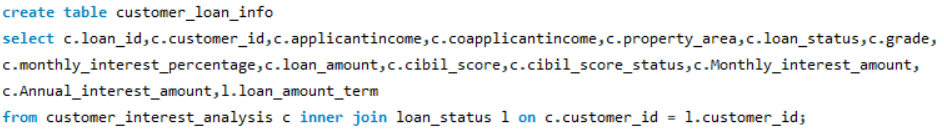 create table customer_loan_info
select c.loan_id,c.customer_id,c.applicantincome,c.coapplicantincome,c.property_area,c.loan_status,c.grade,
c.monthly_interest_percentage,c.loan_amount,c.cibil_score,c.cibil_score_status,c.Monthly_interest_amount,
c.Annual_interest_amount,l.loan_amount_term
from customer_interest_analysis c inner join loan_status l on c.customer_id = l.customer_id;